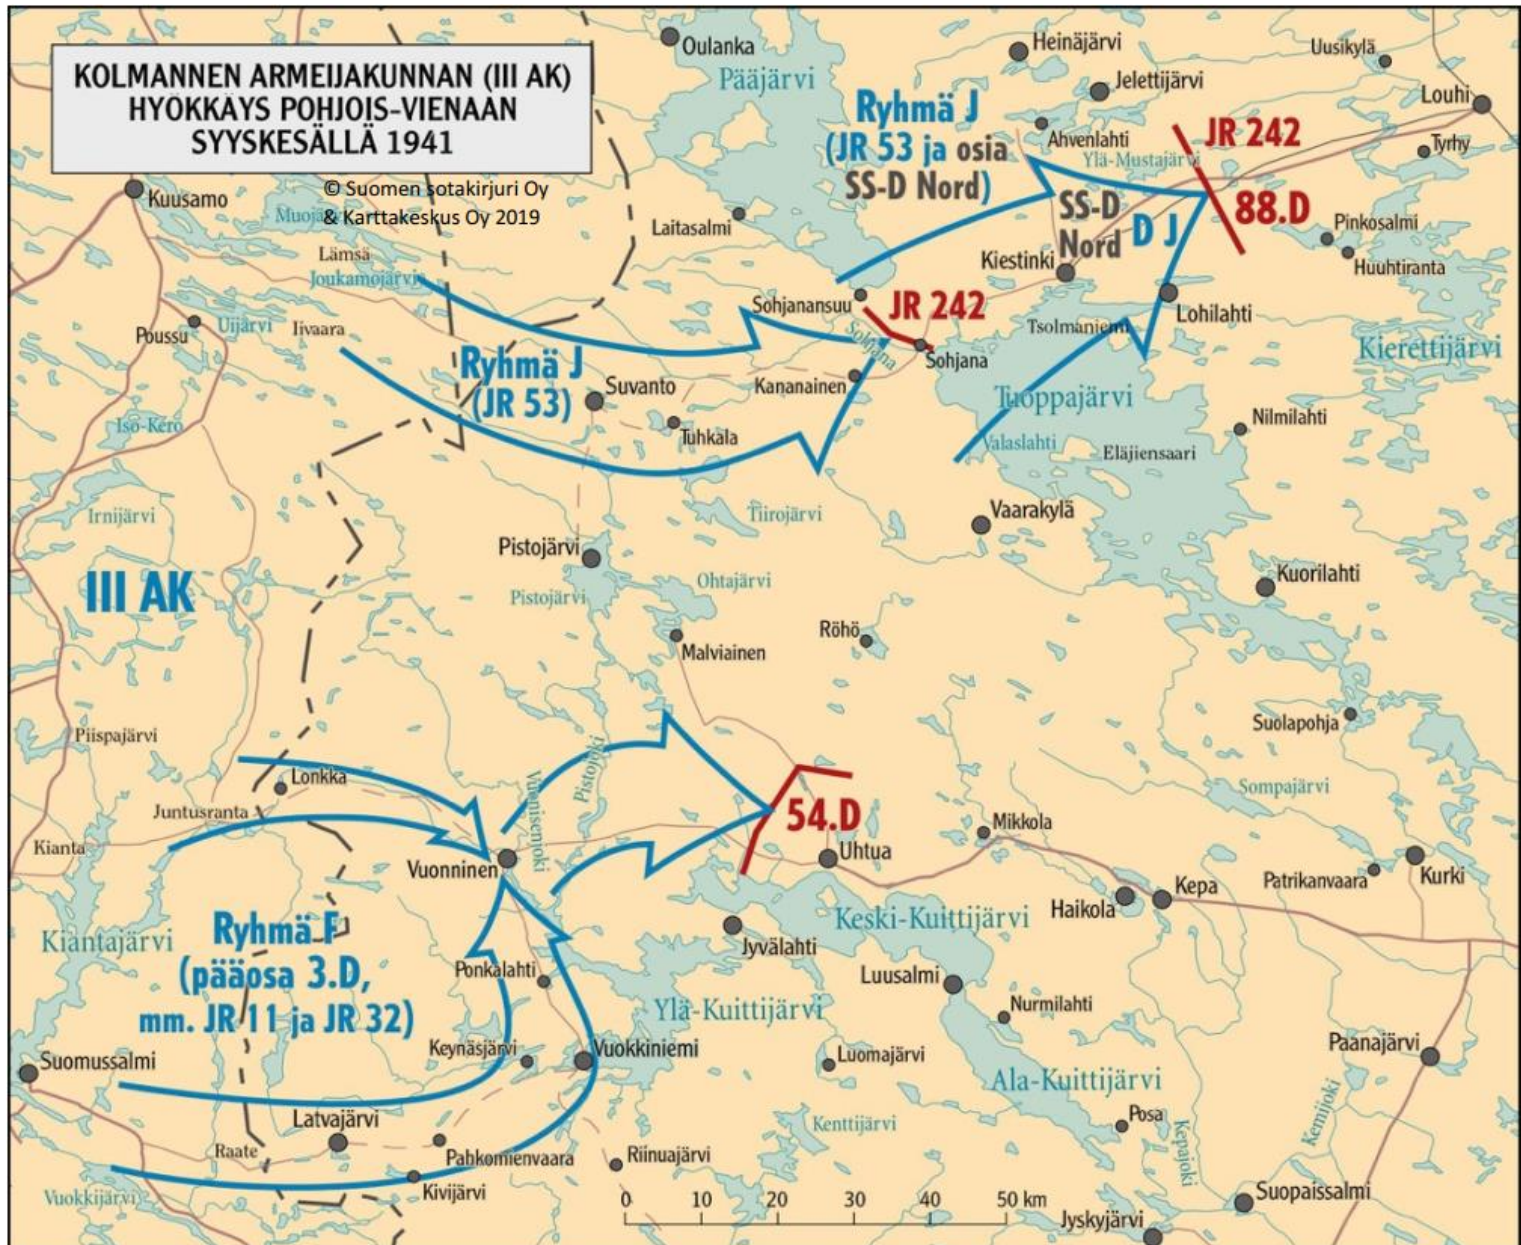 KOLMANNEN ARMEIJAKUNNAN (III AK)
HYÖKKÄYS POHJOIS-VIENAAN
SYYSKESÄLLÄ 1941
© Suomen sotakirjuri Oy
& Karttakeskus Oy 2019
Oulanka
Pääjärvi
Heinäjärvi
Jelettijärvi
Uusikylä
Louhi
Tyrhy
Ryhmä J
(JR 53 ja osia
SS-D Nord)
Ahvenlahti
Ylä-Mustajärvi
JR 242
88.D
SS-D
Nord
D J
Pinkosalmi
Huuhtiranta
Kuusamo
Muojärvi
Lämsä
Joukamojärvi
Laitasalmi
Kiestinki
Sohjanansuu
JR 242
Lohilahti
Tsolmaniemi
Kierettijärvi
Poussu
Uijärvi
Iivaara
Sohjana
Sohjana
Ryhmä J
(JR 53)
Suvanto
Kananainen
Tuoppajärvi
Nilmilahti
Iso-Kero
Tuhkala
Valaslahti
Eläjiensaari
Irnijärvi
Tiirojärvi
Vaarakylä
Pistojärvi
Pistojärvi
Ohtajärvi
Kuorilahti
III AK
Malviainen
Röhö
Suolapohja
Piispajärvi
Lonkka
Juntusranta
Kianta
Vuonnisenjoki
Pistojoki
Sompajärvi
54.D
Mikkola
Uhtua
Vuonninen
Patrikanvaara
Kurki
Haikola
Kepa
Kiantajärvi
Ryhmä F
(pääosa 3.D,
mm. JR 11 ja JR 32)
Keski-Kuittijärvi
Jyvälahti
Ponkalahti
Luusalmi
Ylä-Kuittijärvi
Nurmilahti
Suomussalmi
Keynäsjärvi
Vuokkiniemi
Luomajärvi
Paanajärvi
Ala-Kuittijärvi
Latvajärvi
Raate
Pahkomienvaara
Kenttijärvi
Posa
Kepajoki
Kemijoki
Vuokkijärvi
Kivijärvi
Riinuajärvi
Suopaissalmi
0 10 20 30 40 50 km
Jyskyjärvi